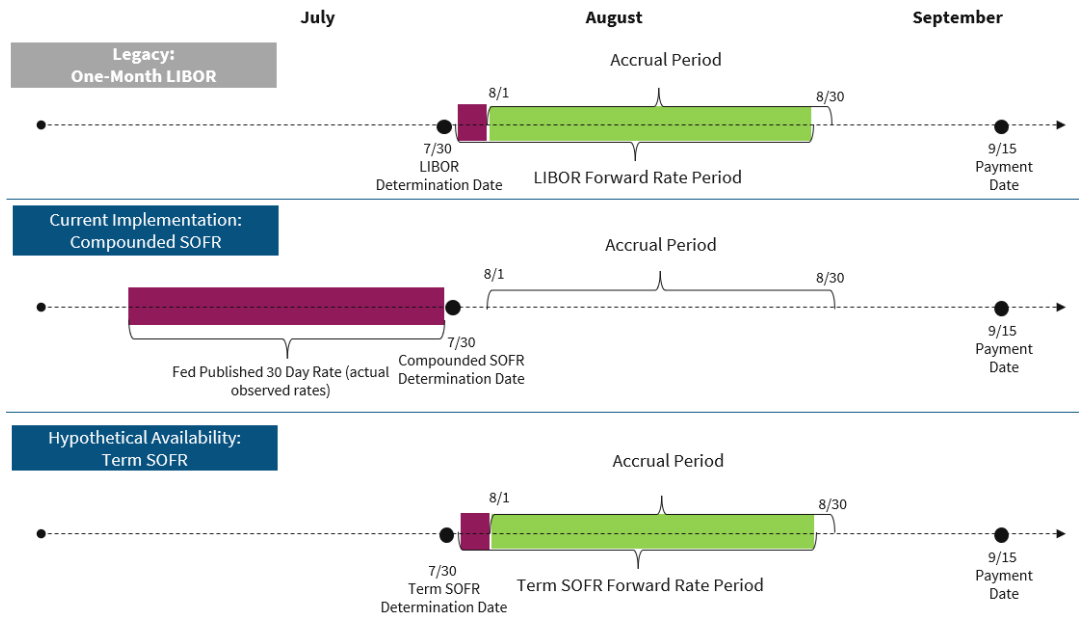 July
August
September
Legacy:
One-Month LIBOR
Accrual Period
8/1
8/30
7/30
LIBOR
Determination Date
LIBOR Forward Rate Period
9/15
Payment
Date
Current Implementation:
Compounded SOFR
Accrual Period
8/1
8/30
Fed Published 30 Day Rate (actual
observed rates)
7/30
Compounded SOFR
Determination Date
9/15
Payment
Date
Hypothetical Availability:
Term SOFR
Accrual Period
8/1
8/30
7/30
Term SOFR
Determination Date
Term SOFR Forward Rate Period
9/15
Payment
Date